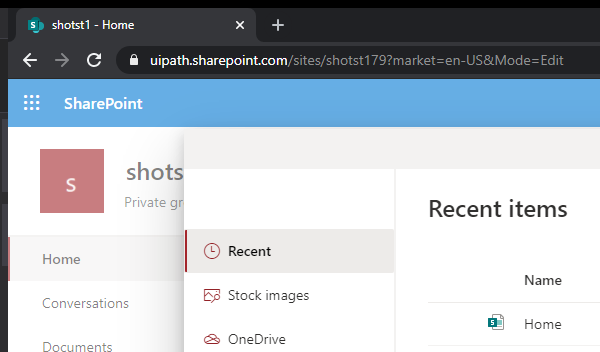 shotst1 - Home
uipath.sharepoint.com/sites/shotst179?market=en-US&Mode=Edit
SharePoint
s
shots
Private gr
Recent items
Home
Recent
Name
Conversations
Stock images
Home
Documents
OneDrive